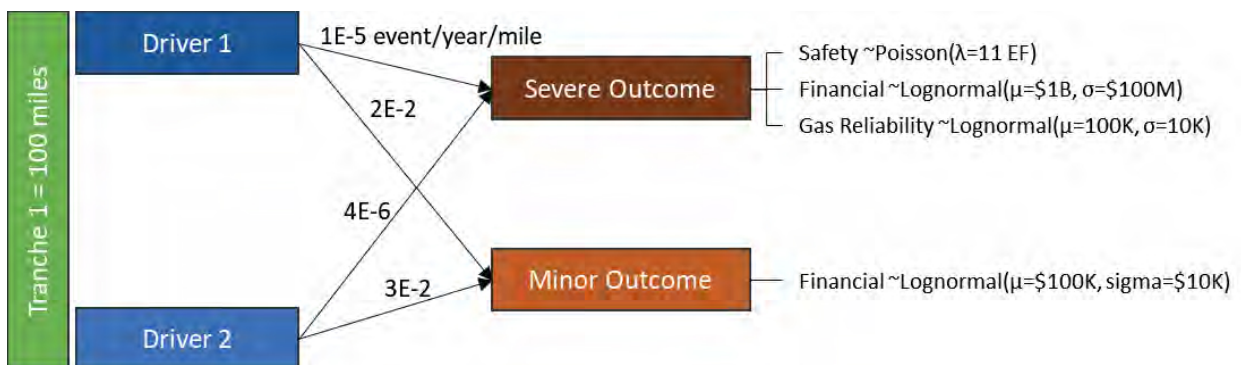 Tranche 1 = 100 miles
Driver 1
1E-5 event/year/mile
2E-2
4E-6
3E-2
Driver 2
Severe Outcome
Safety ~Poisson(λ=11 EF)
Financial ~Lognormal(μ=$1B, σ=$100M)
Gas Reliability ~Lognormal(μ=100K, σ=10K)
Minor Outcome
Financial ~Lognormal(μ=$100K, sigma=$10K)